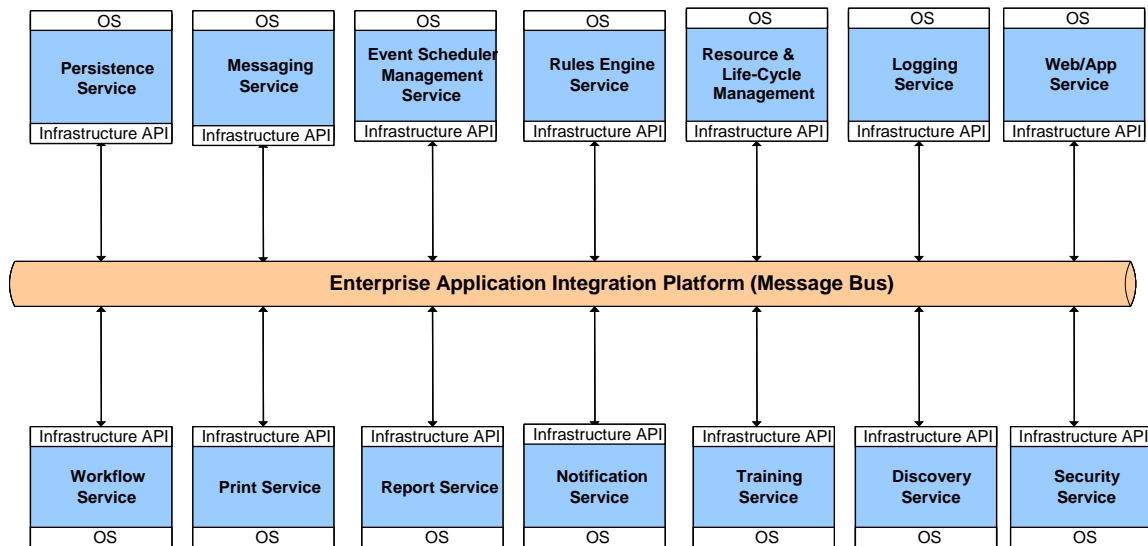 OS
OS
OS
OS
OS
OS
OS
Persistence
Service
Messaging
Service
Event Scheduler
Management
Service
Rules Engine
Service
Resource &
Life-Cycle
Management
Logging
Service
Web/App
Service
Infrastructure API
Infrastructure API
Infrastructure API
Infrastructure API
Infrastructure API
Infrastructure API
Infrastructure API
Enterprise Application Integration Platform (Message Bus)
Infrastructure API
Infrastructure API
Infrastructure API
Infrastructure API
Infrastructure API
Infrastructure API
Infrastructure API
Workflow
Service
Print Service
Report Service
Notification
Service
Training
Service
Discovery
Service
Security
Service
OS
OS
OS
OS
OS
OS
OS